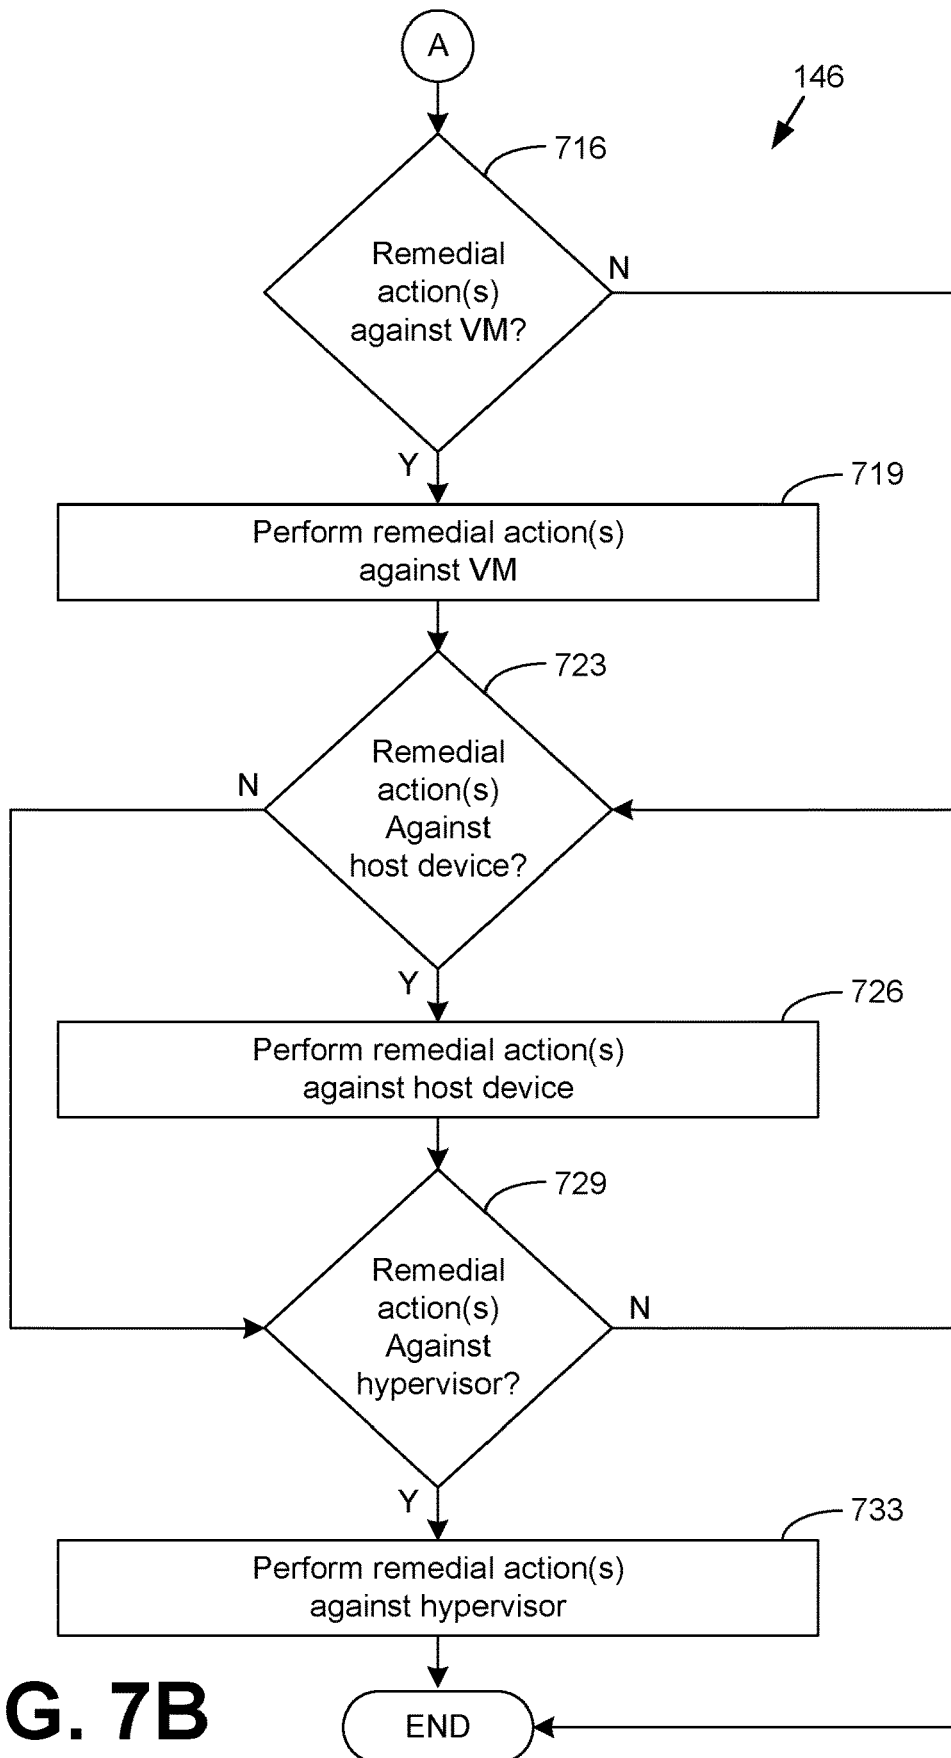 A
146
716
Remedial
action(s)
against VM?
N
Y
719
Perform remedial action(s)
against VM
723
Remedial
action(s)
Against
host device?
N
Y
726
Perform remedial action(s)
against host device
729
Remedial
action(s)
Against
hypervisor?
N
Y
733
Perform remedial action(s)
against hypervisor
G. 7B
END